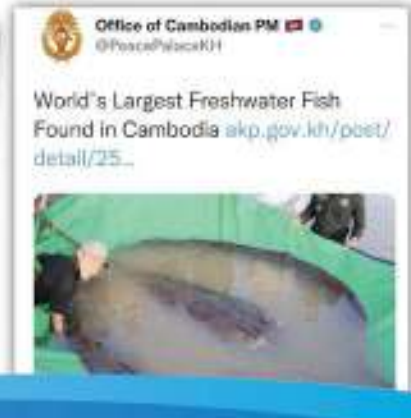 Office of Cambodian PM
@PeacePalaceKH
World's Largest Freshwater Fish
Found in Cambodia akp.gov.kh/post/
detail/25...